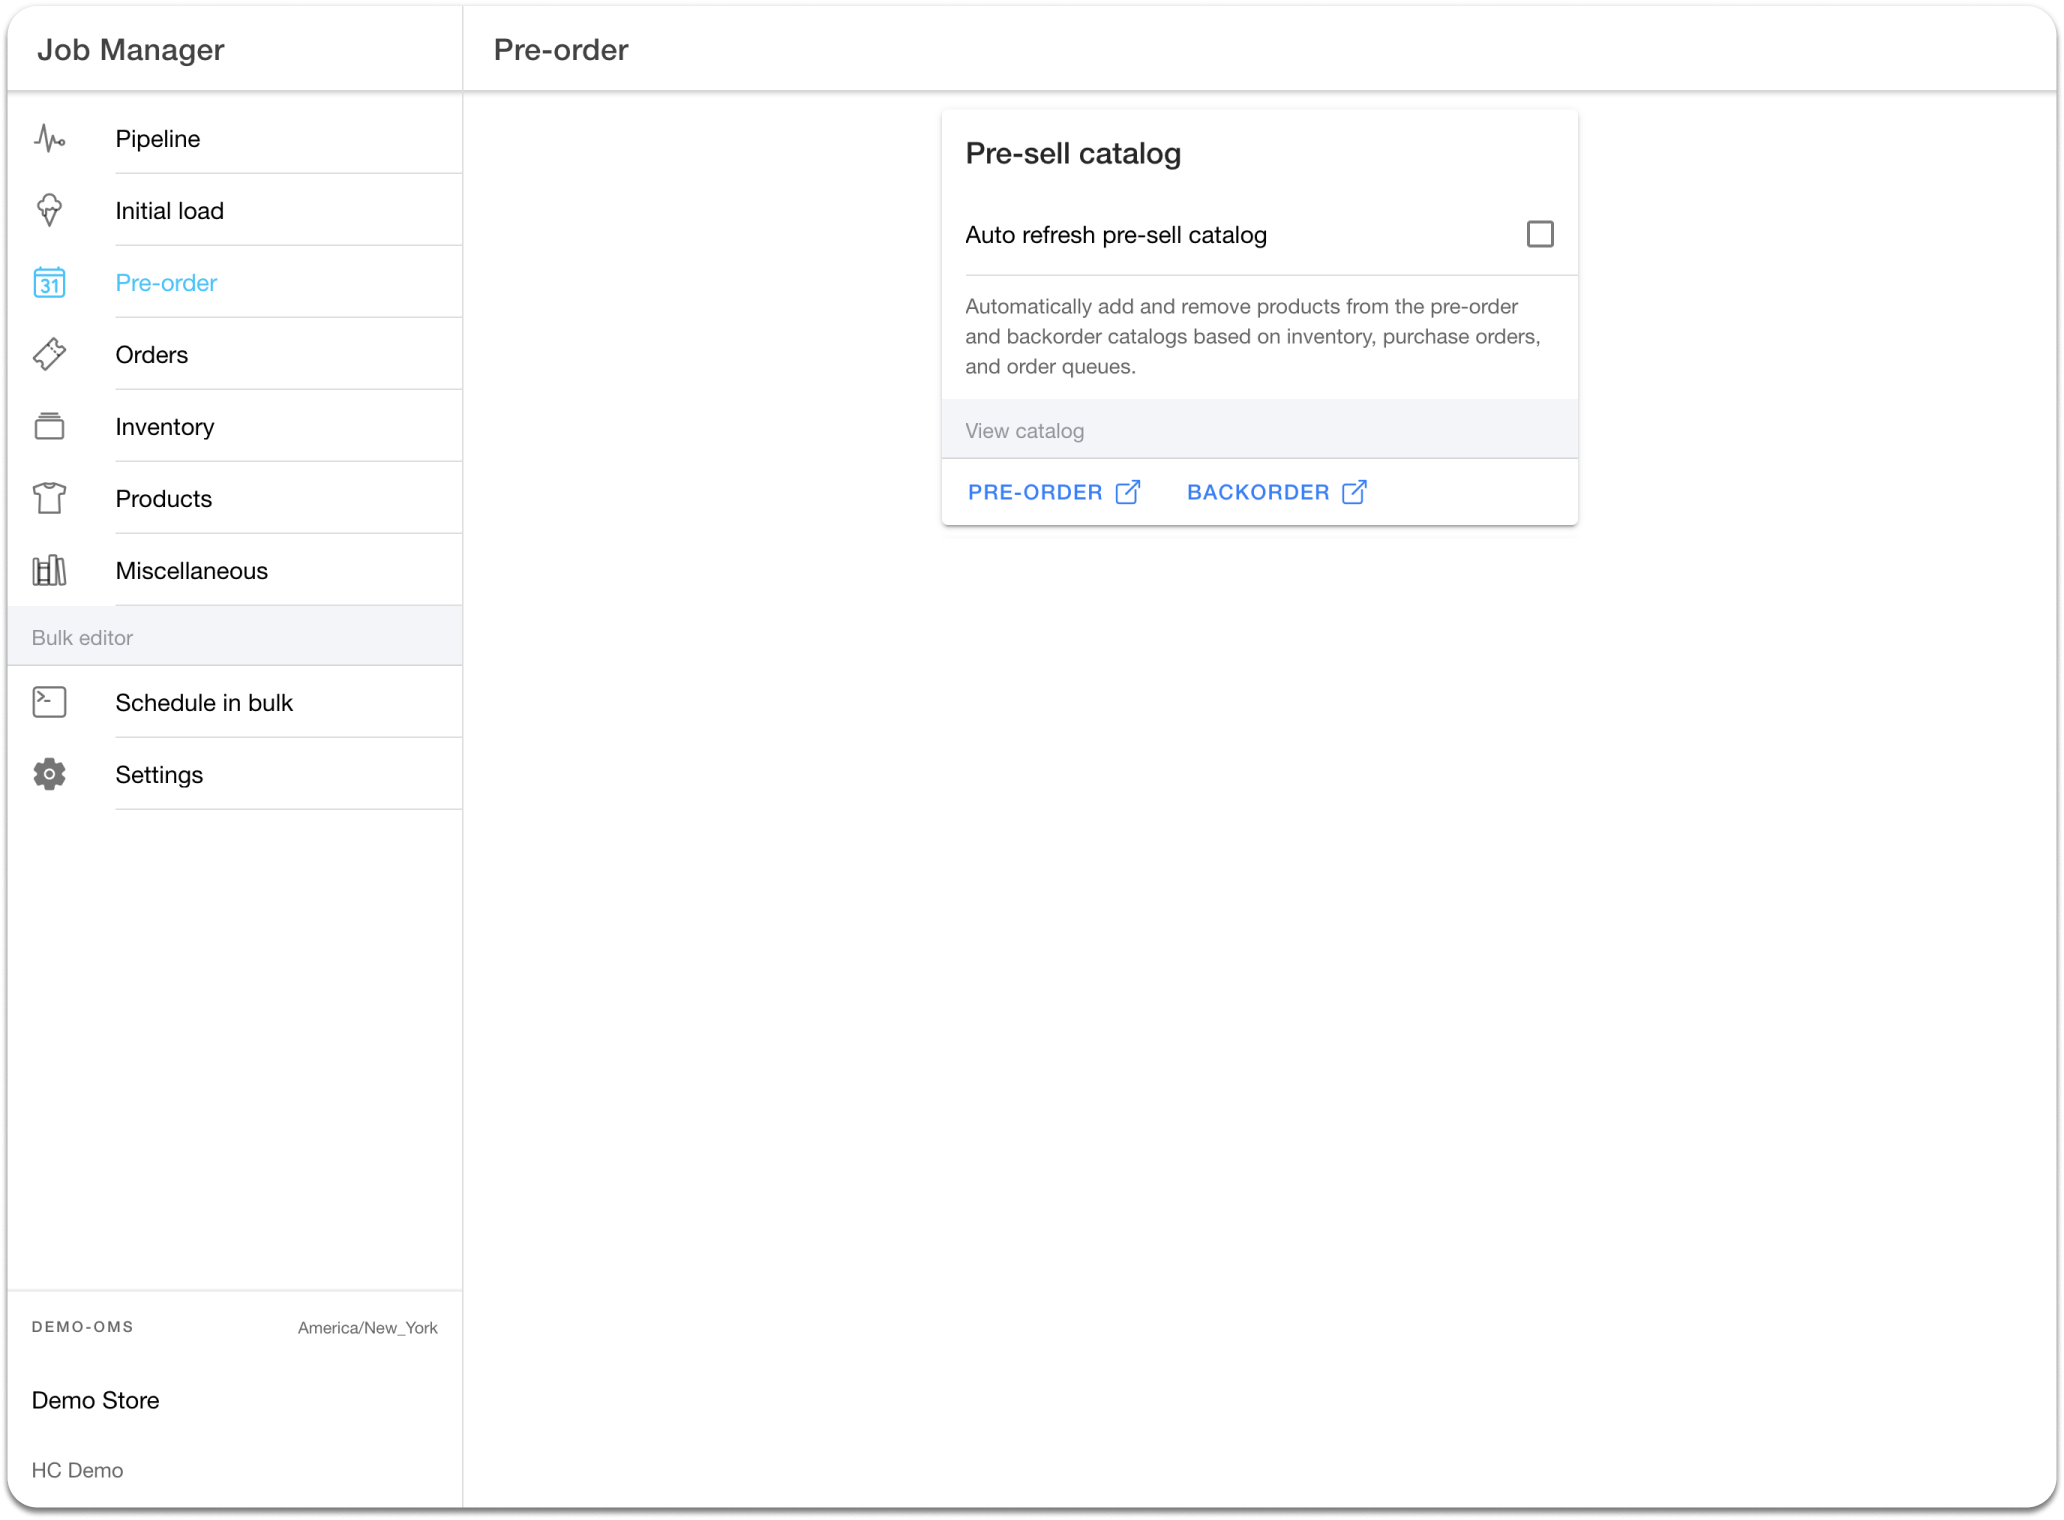 Job Manager
Pre-order
Pipeline
Initial load
31
Pre-order
Orders
Inventory
Products
Miscellaneous
Bulk editor
Schedule in bulk
Settings
DEMO-OMS
America/New_York
Demo Store
HC Demo
Pre-sell catalog
Auto refresh pre-sell catalog
Automatically add and remove products from the pre-order
and backorder catalogs based on inventory, purchase orders,
and order queues.
View catalog
PRE-ORDER
BACKORDER